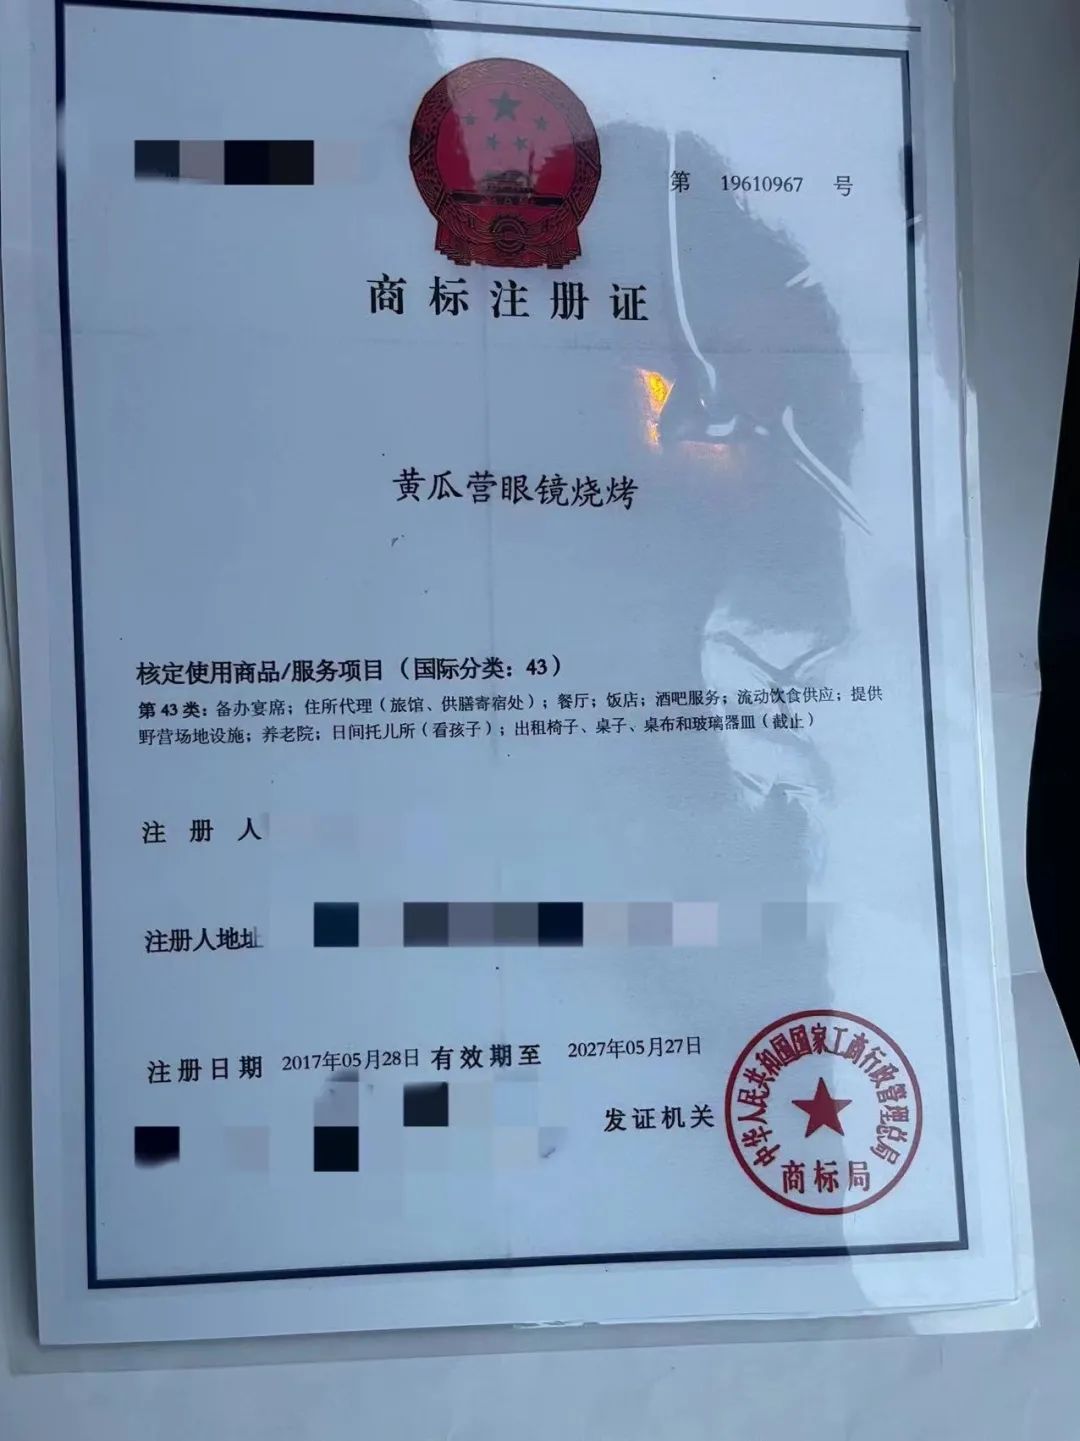 第 19610967 号
商标注册证
黄瓜营眼镜烧烤
核定使用商品/服务项目（国际分类：43）
第 43 类：备办宴席；住所代理（旅馆、供膳寄宿处）；餐厅；饭店；酒吧服务；流动饮食供应；提供
野营场地设施；养老院；日间托儿所（看孩子）；出租椅子、桌子、桌布和玻璃器皿（截止）
注册人
注册人地址
注册日期 2017年05月28日 有效期至 2027年05月27日
发证机关
中华人民共和国国家工商行政管理总局
商标局